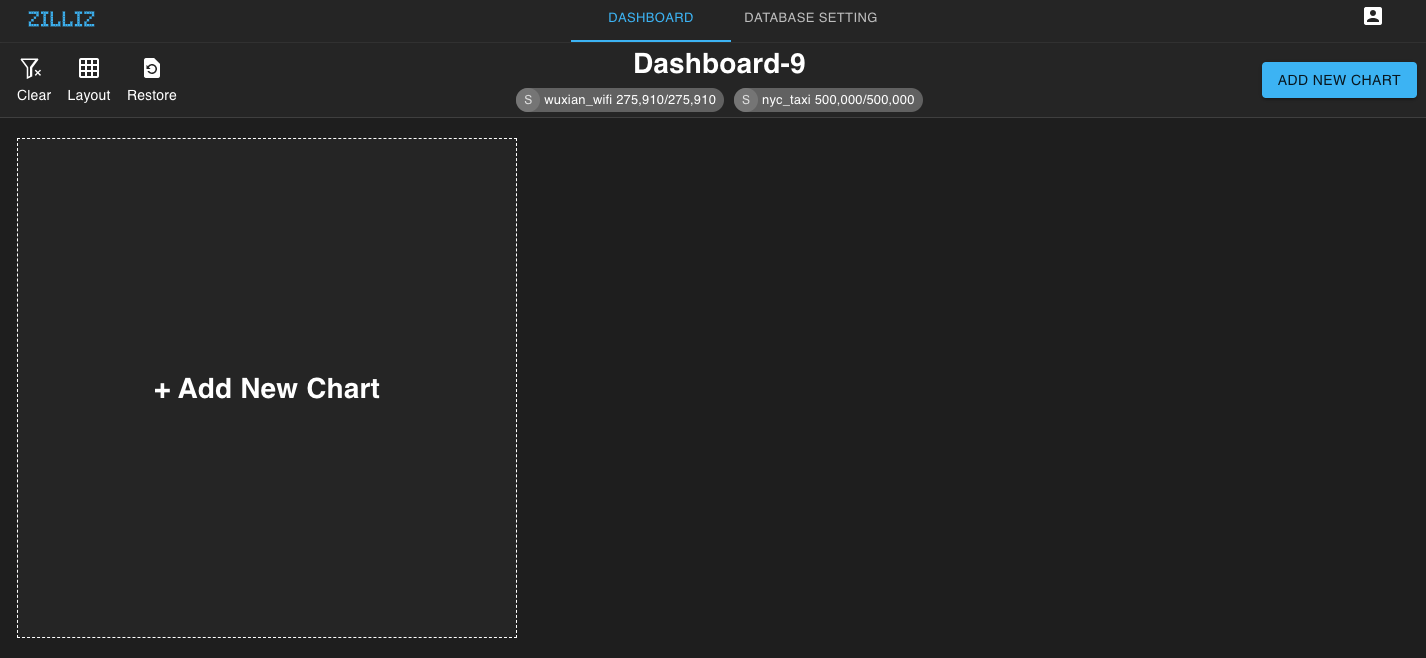 ZILLIZ
DASHBOARD
DATABASE SETTING
Clear
Layout
Restore
Dashboard-9
S wuxian_wifi 275,910/275,910
S nyc_taxi 500,000/500,000
ADD NEW CHART
+ Add New Chart